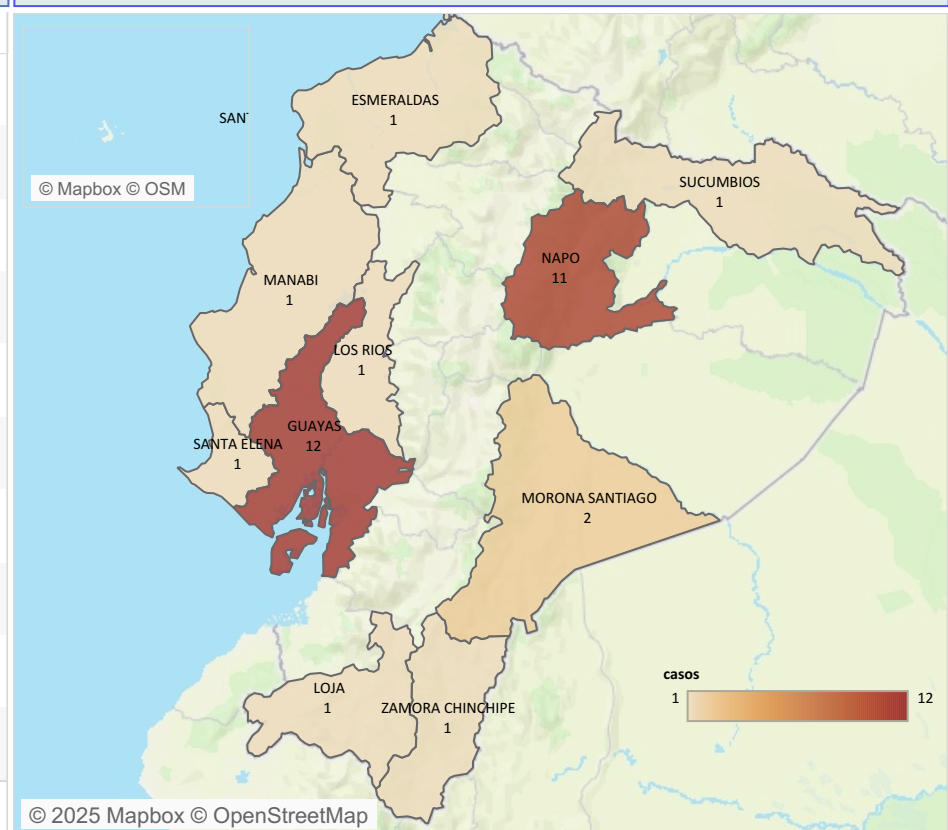 ESMERALDAS
1
SAN
© Mapbox © OSM
SUCUMBIOS
1
NAPO
11
MANABI
1
LOS RIOS
1
GUAYAS
12
SANTA ELENA
1
MORONA SANTIAGO
2
casos
1
12
LOJA
1
ZAMORA CHINCHIPE
1
© 2025 Mapbox © OpenStreetMap